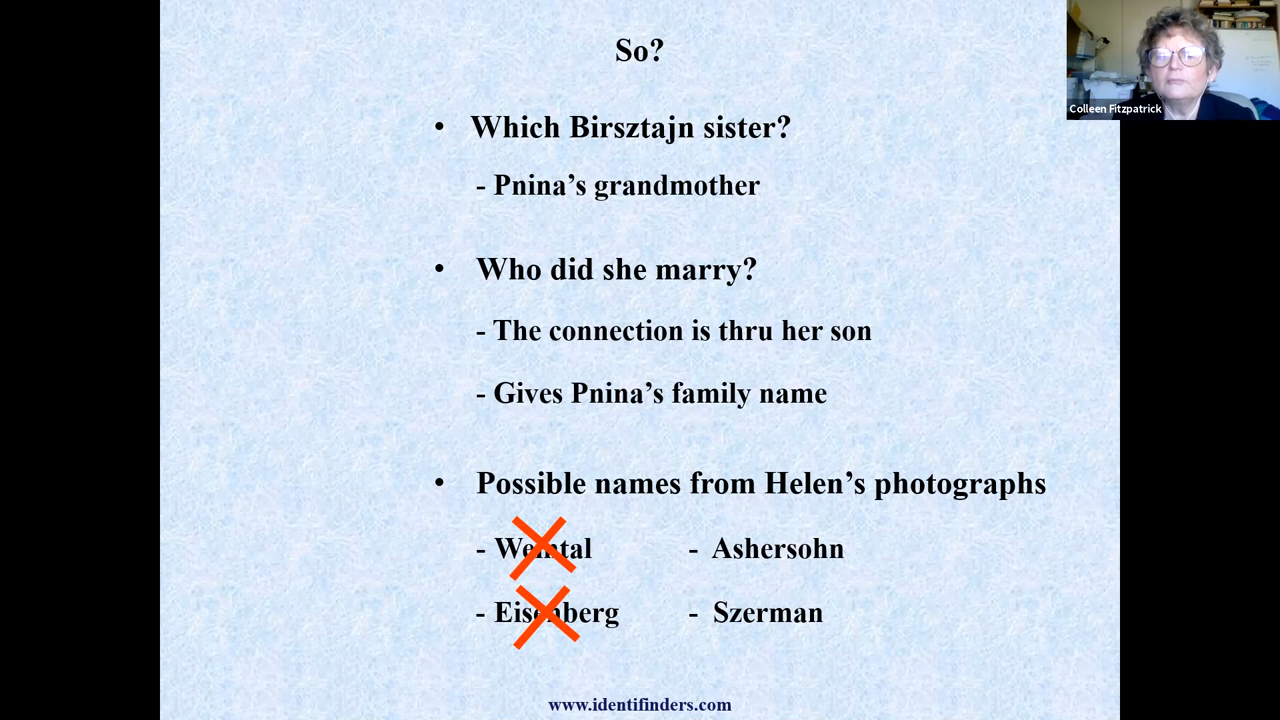 So?
Colleen Fitzpatrick
• Which Birsztajn sister?
- Pnina’s grandmother
• Who did she marry?
- The connection is thru her son
- Gives Pnina’s family name
• Possible names from Helen’s photographs
- Weintal - Ashersohn
- Eisenberg - Szerman
www.identifinders.com